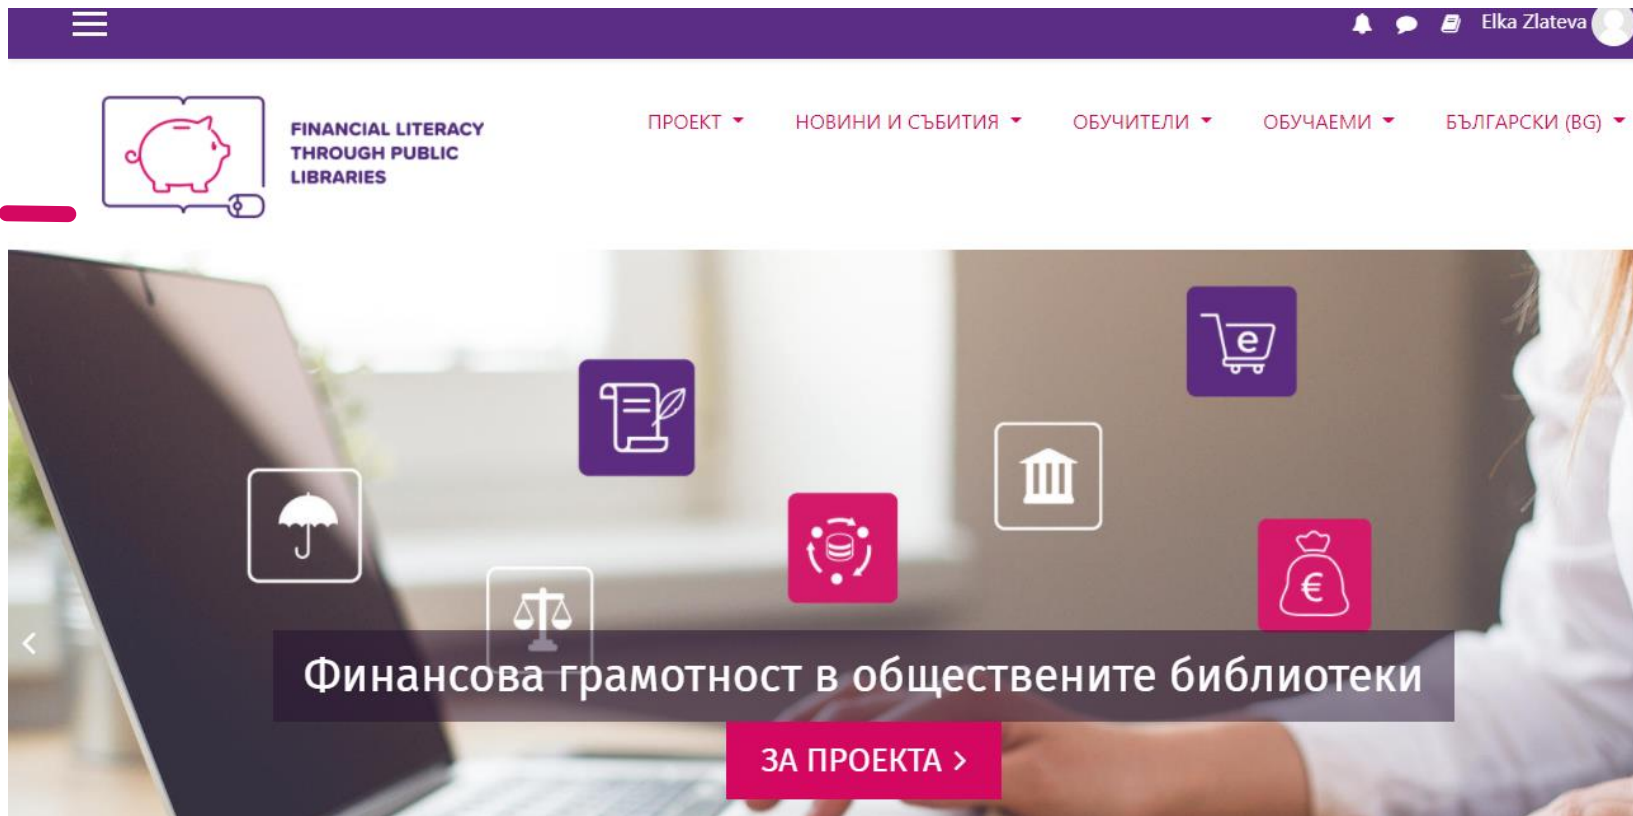 Elka Zlateva
FINANCIAL LITERACY
THROUGH PUBLIC
LIBRARIES
ПРОЕКТ
НОВИНИ И СЪБИТИЯ
ОБУЧИТЕЛИ
ОБУЧАЕМИ
БЪЛГАРСКИ (BG)
e
€
Финансова грамотност в обществените библиотеки
ЗА ПРОЕКТА >